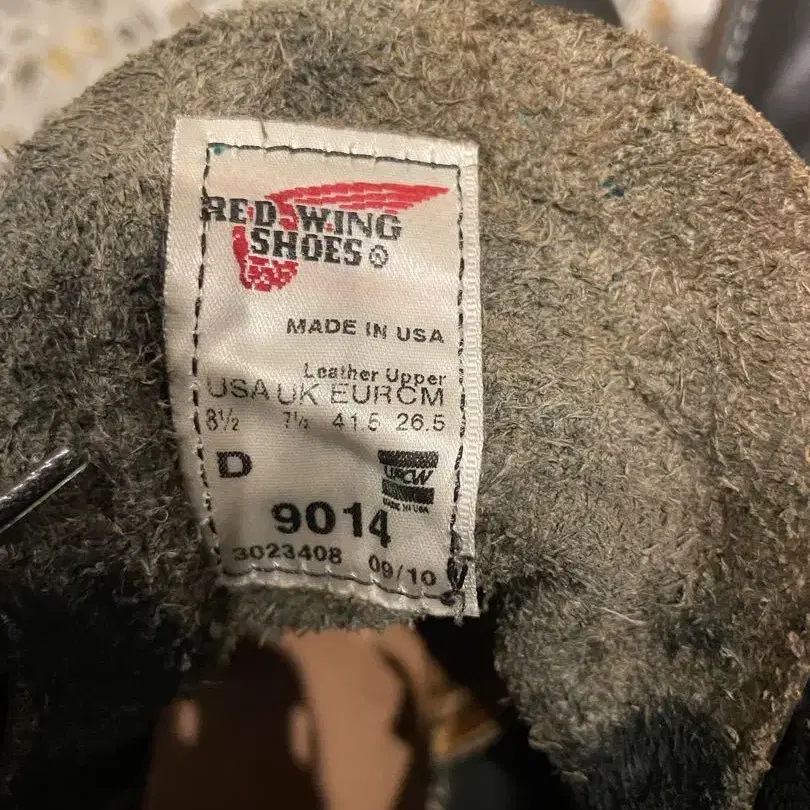 RED WING
SHOES®
MADE IN USA
Leather Upper
USA UK EUR CM
8½ 7½ 41.5 26.5
D
UFCW
MADE IN USA
9014
3023408 09/10